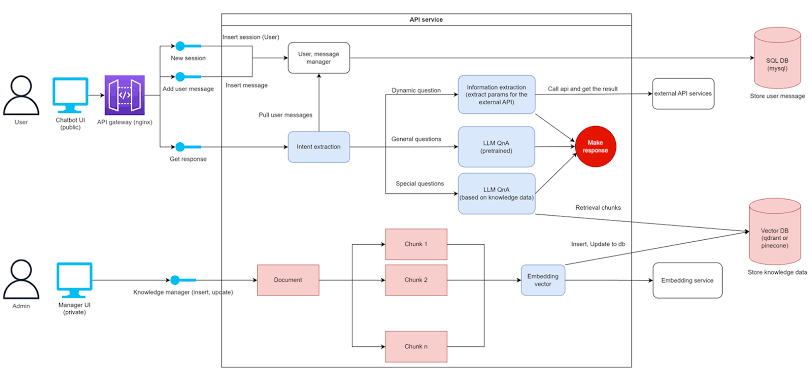 API service
Insert session (User)
New session
User, message
manager
SQL DB
(mysql)
Store user message
Add user message
Insert message
Dynamic question
Information extraction
(extract params for the
external API)
Call api and get the result
external API services
User
Chatbot UI
(public)
API gateway (nginx)
Pull user messages
Get response
Intent extraction
General questions
LLM QnA
(pretrained)
Make
response
Special questions
LLM QnA
(based on knowledge data)
Retrieval chunks
Vector DB
(qdrant or
pinecone)
Store knowledge data
Insert, Update to db
Chunk 1
Admin
Manager UI
(private)
Knowledge manager (insert, update)
Document
Chunk 2
Embedding
vector
Embedding service
Chunk n